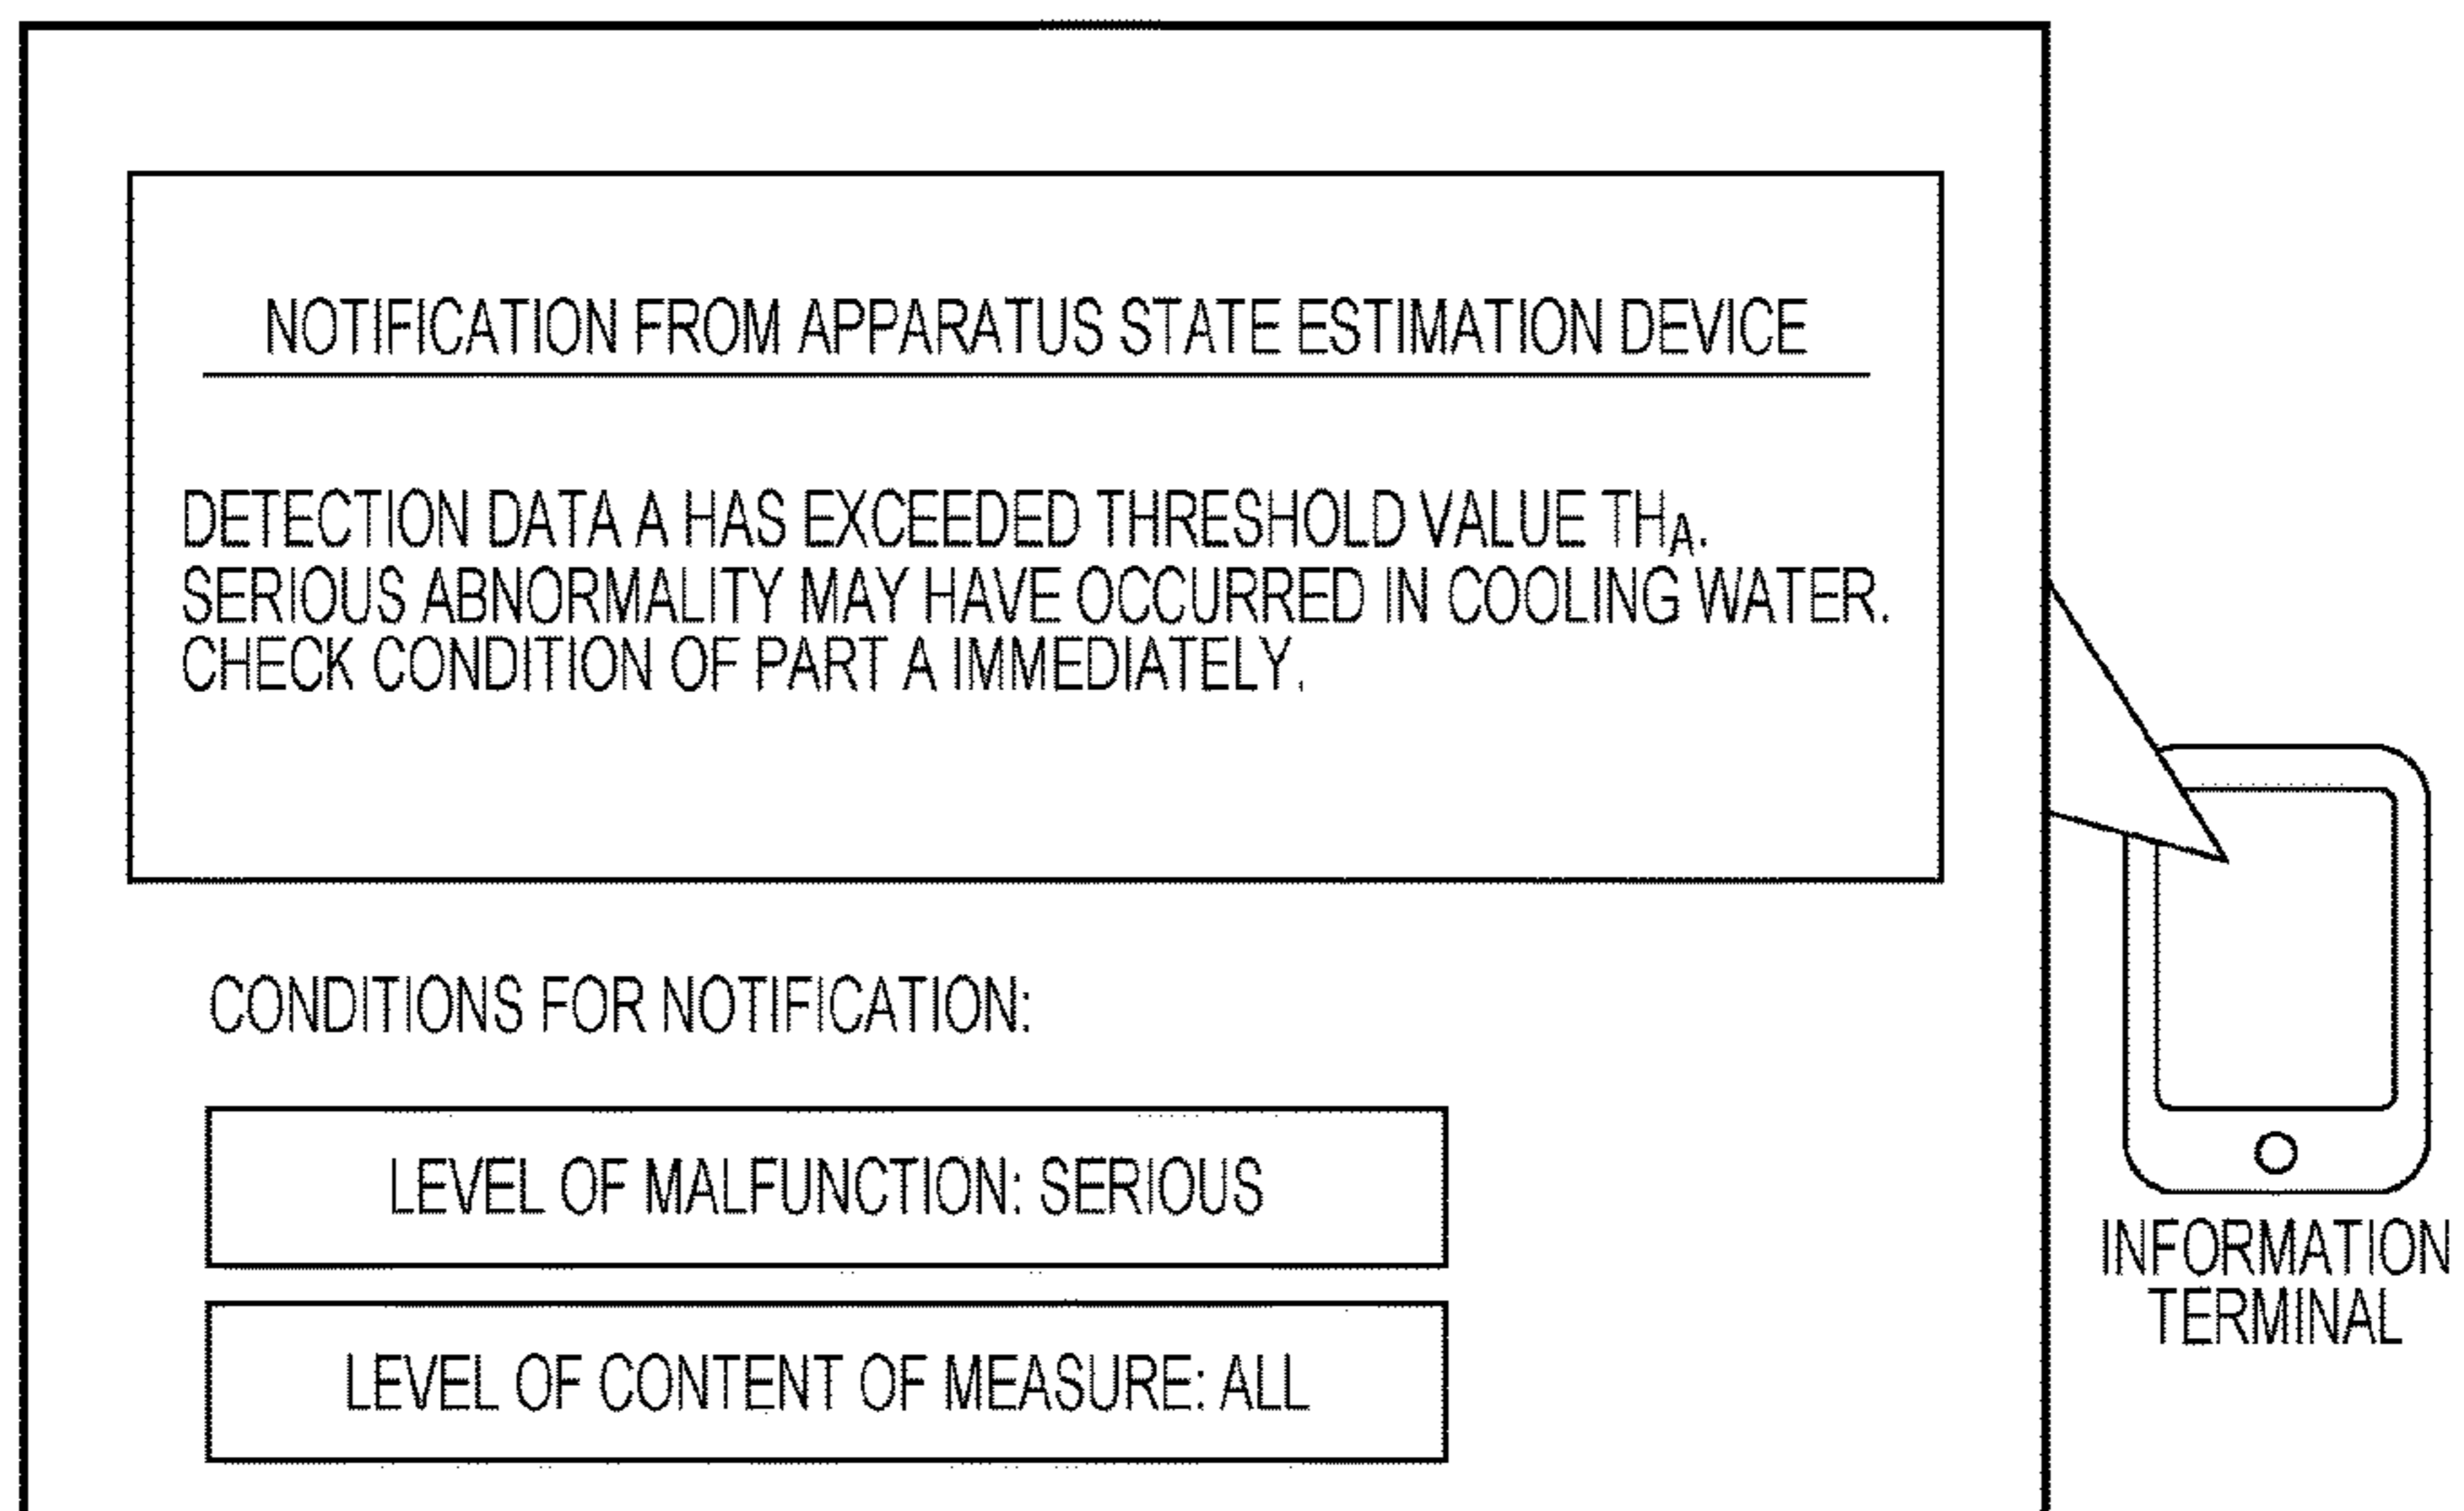 NOTIFICATION FROM APPARATUS STATE ESTIMATION DEVICE
DETECTION DATA A HAS EXCEEDED THRESHOLD VALUE THA.
SERIOUS ABNORMALITY MAY HAVE OCCURRED IN COOLING WATER.
CHECK CONDITION OF PART A IMMEDIATELY.
CONDITIONS FOR NOTIFICATION:
LEVEL OF MALFUNCTION: SERIOUS
LEVEL OF CONTENT OF MEASURE: ALL
INFORMATION
TERMINAL